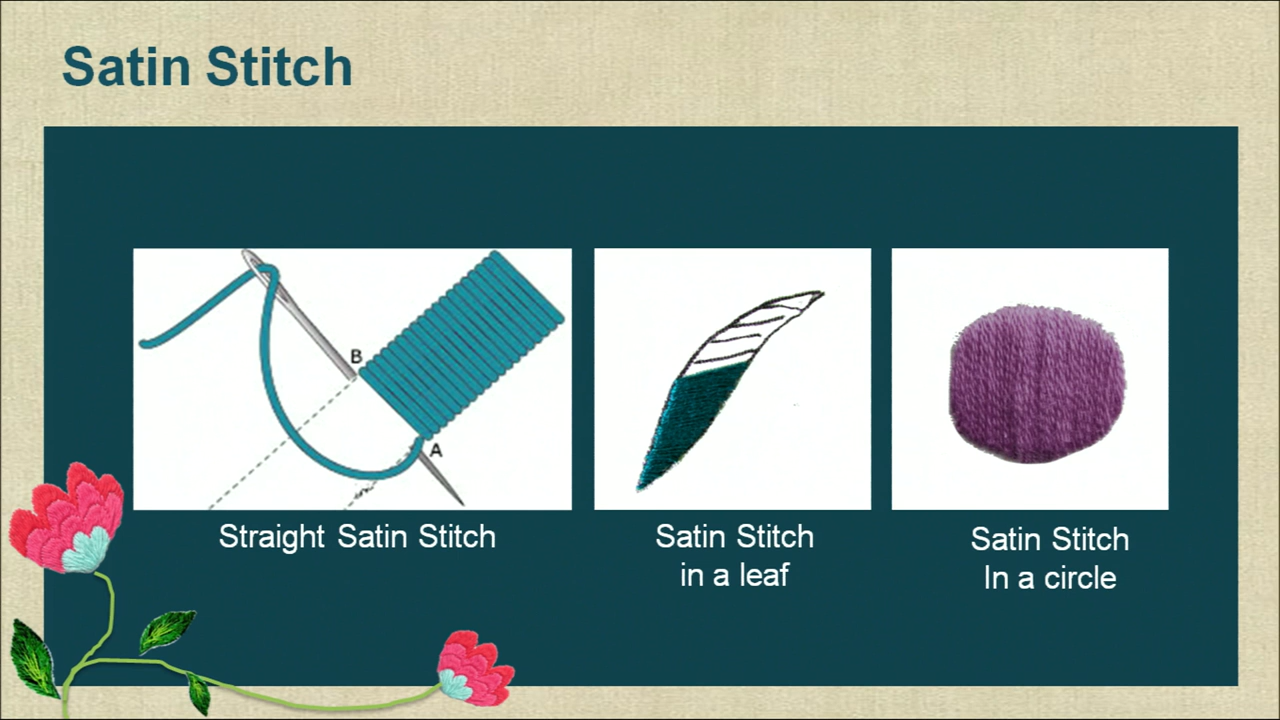 Satin Stitch
B
A
Straight Satin Stitch
Satin Stitch
in a leaf
Satin Stitch
In a circle